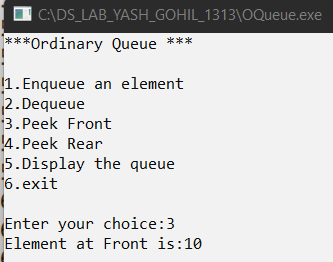 C:\DS_LAB_YASH_GOHIL_1313\OQueue.exe
***Ordinary Queue ***
1.Enqueue an element
2.Dequeue
3.Peek Front
4.Peek Rear
5.Display the queue
6.exit
Enter your choice:3
Element at Front is:10